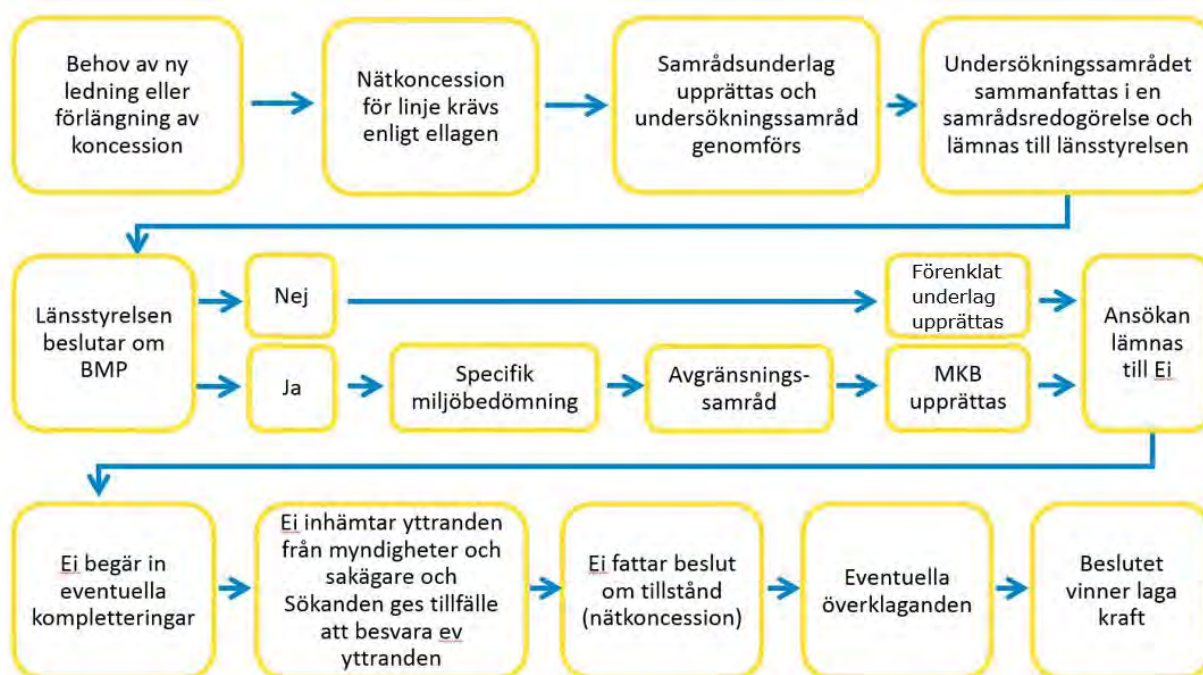 Behov av ny
ledning eller
förlängning av
koncession
Nätkoncession
för linje krävs
enligt ellagen
Samrådsunderlag
upprättas och
undersökningssamråd
genomförs
Undersökningssamrådet
sammanfattas i en
samrådsredogörelse och
lämnas till länsstyrelsen
Länsstyrelsen
beslutar om
BMP
Nej
Förenklat
underlag
upprättas
Ja
Specifik
miljöbedömning
Avgränsnings-
samråd
MKB
upprättas
Ansökan
lämnas
till Ei
Ei begär in
eventuella
kompletteringar
Ei inhämtar yttranden
från myndigheter och
sakägare och
Sökanden ges tillfälle
att besvara ev
yttranden
Ei fattar beslut
om tillstånd
(nätkoncession)
Eventuella
överklaganden
Beslutet
vinner laga
kraft